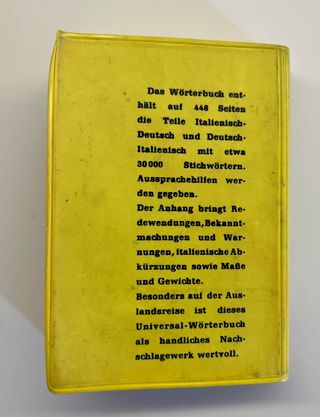 Das Wörterbuch ent-
hält auf 448 Seiten
die Teile Italienisch-
Deutsch und Deutsch-
Italienisch mit etwa
30 000 Stichwörtern.
Aussprachehilfen wer-
den gegeben.
Der Anhang bringt Re-
dewendungen, Bekannt-
machungen und War-
nungen, italienische Ab-
kürzungen sowie Maße
und Gewichte.
Besonders auf der Aus-
landsreise ist dieses
Universal-Wörterbuch
als handliches Nach-
schlagewerk wertvoll.